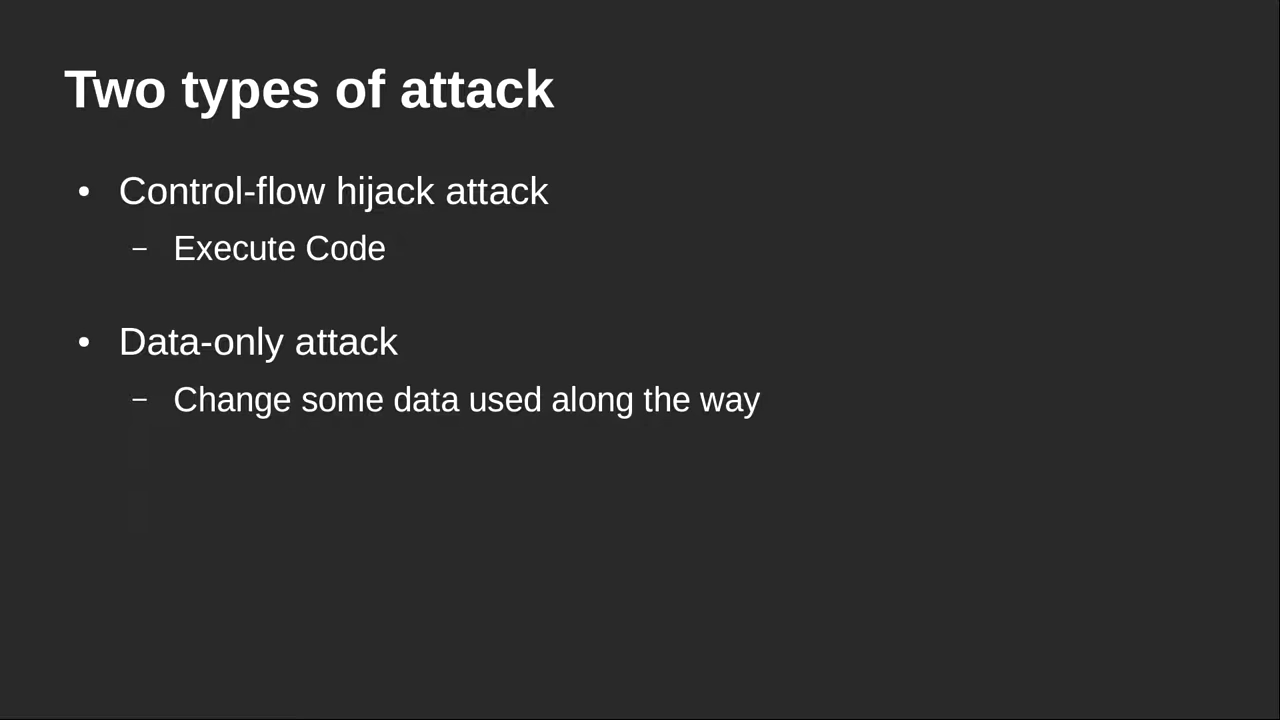 Two types of attack
• Control-flow hijack attack
– Execute Code
• Data-only attack
– Change some data used along the way